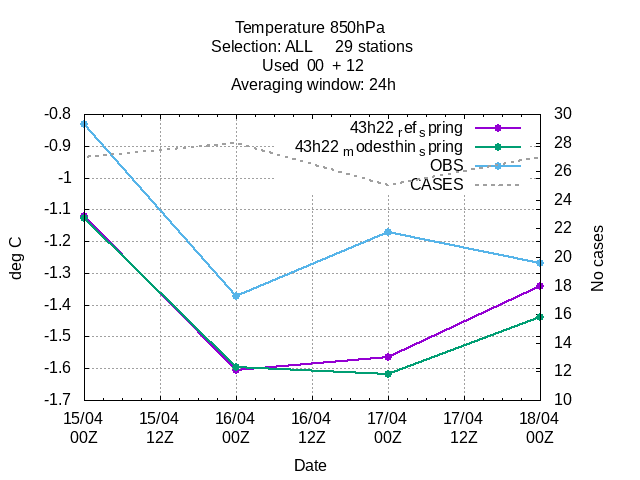 Temperature 850hPa
Selection: ALL 29 stations
Used 00 + 12
Averaging window: 24h
-0.8 30
43h22 ref spring
-0.9 28
43h22 modesthin spring
OBS
-1 26
CASES
24
-1.1
22
-1.2
deg C
20
No cases
-1.3
18
-1.4
16
-1.5
14
-1.6
12
-1.7 10
15/04 15/04 16/04 16/04 17/04 17/04 18/04
00Z 12Z 00Z 12Z 00Z 12Z 00Z
Date